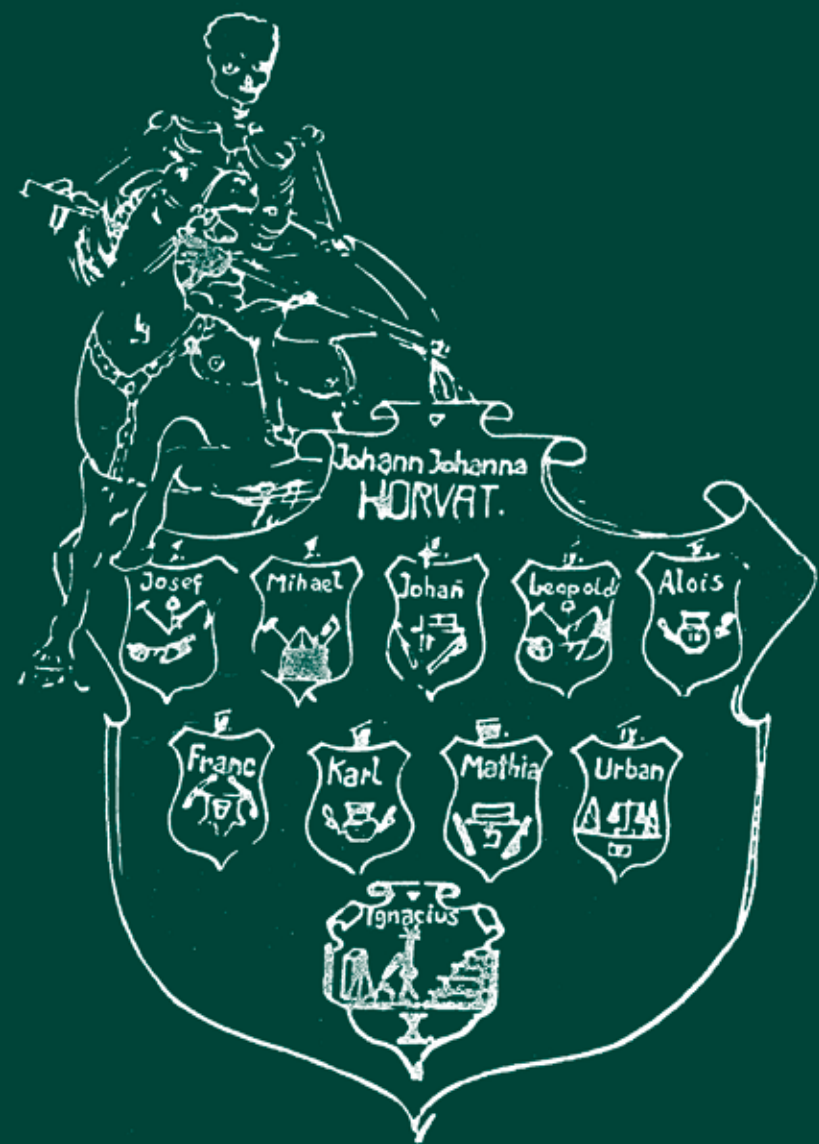 Johann Johanna
HORVAT.
Josef Mihael Johañ Leopold Alois
Franc Karl Mathia Urban
Ignacius
X.